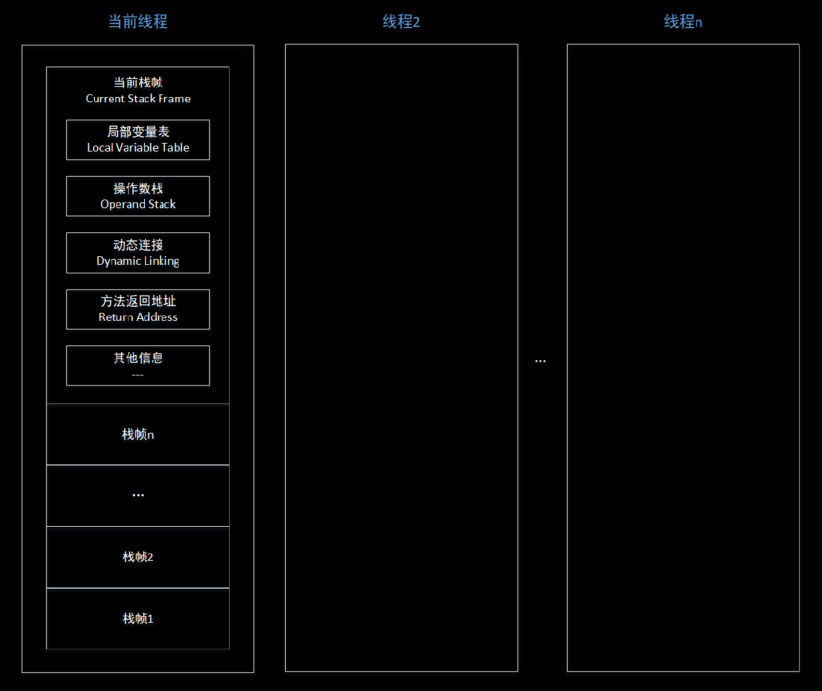 当前线程
线程2
线程n
当前栈帧
Current Stack Frame
局部变量表
Local Variable Table
操作数栈
Operand Stack
动态连接
Dynamic Linking
方法返回地址
Return Address
其他信息
---
栈帧n
...
栈帧2
栈帧1
...